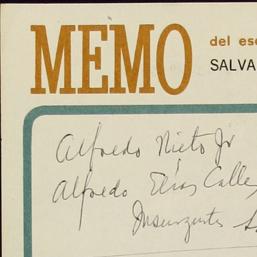 MEMO
del es
SALVA
Alfredo Nieto Jr
Alfredo Elías Calle
Insurgentes